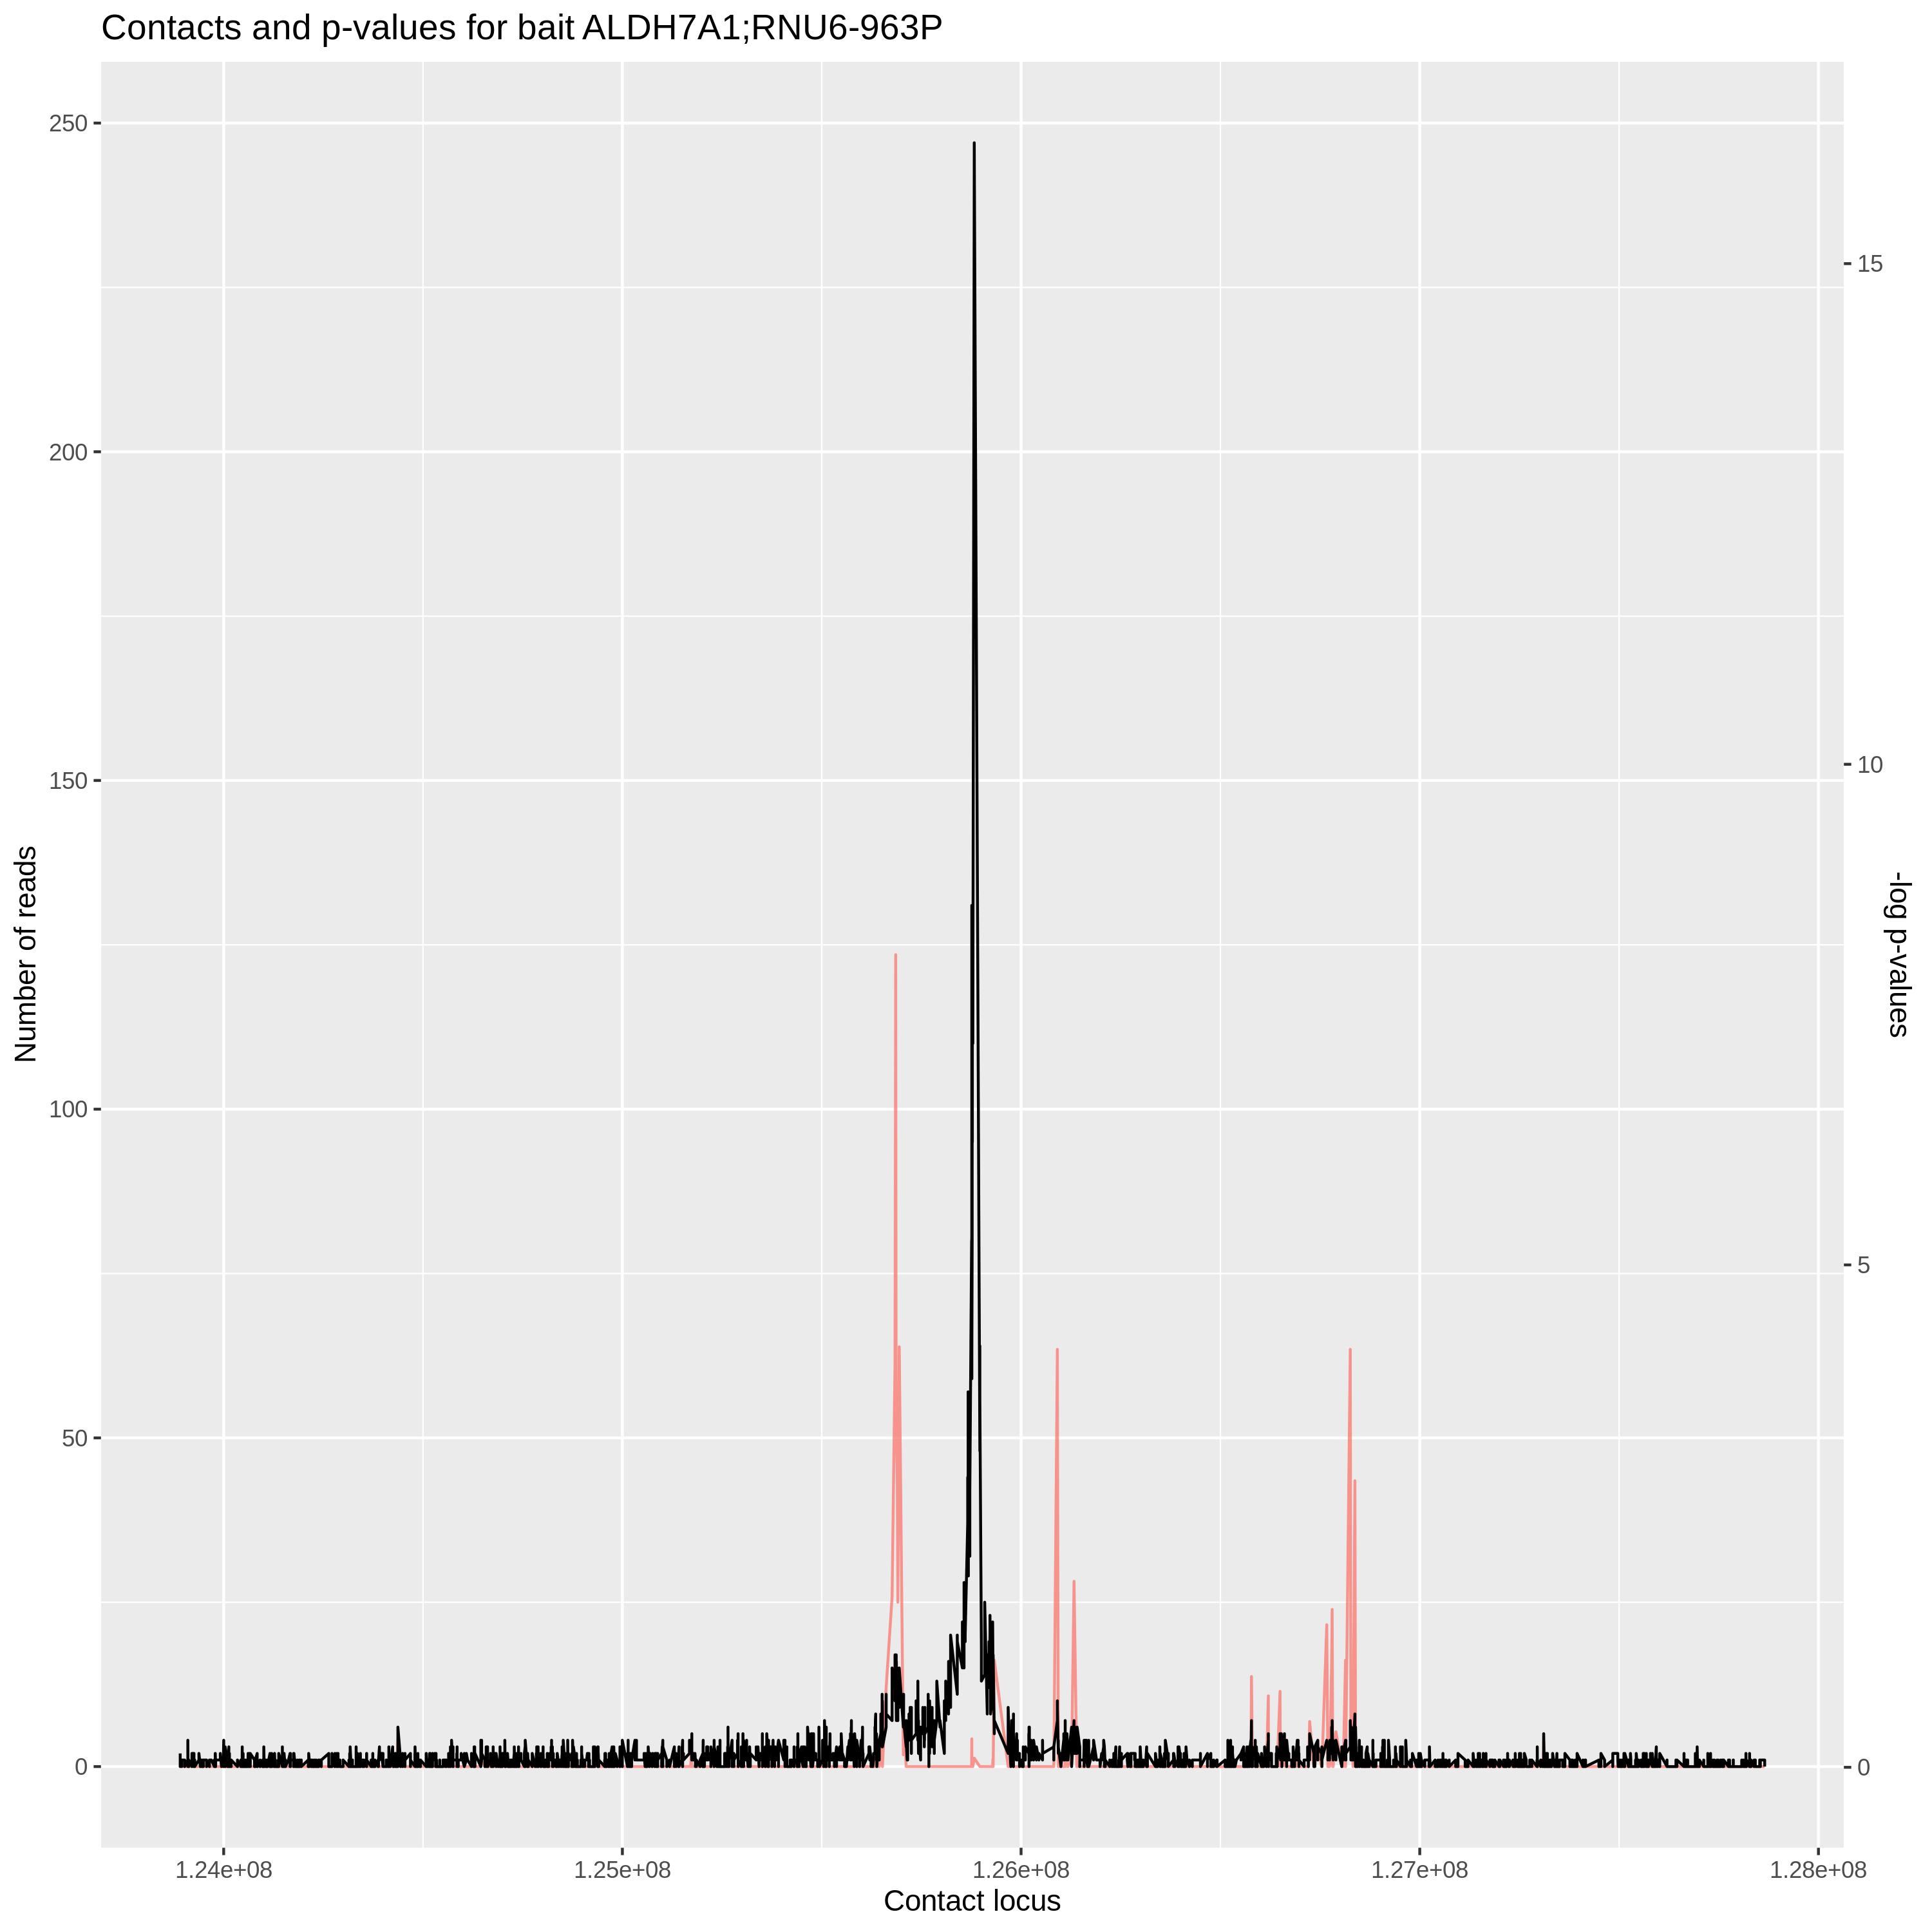 Contacts and p-values for bait ALDH7A1;RNU6-963P
250
200
150
100
50
0
Number of reads
15
10
5
0
-log p-values
1.24e+08
1.25e+08
1.26e+08
1.27e+08
1.28e+08
Contact locus